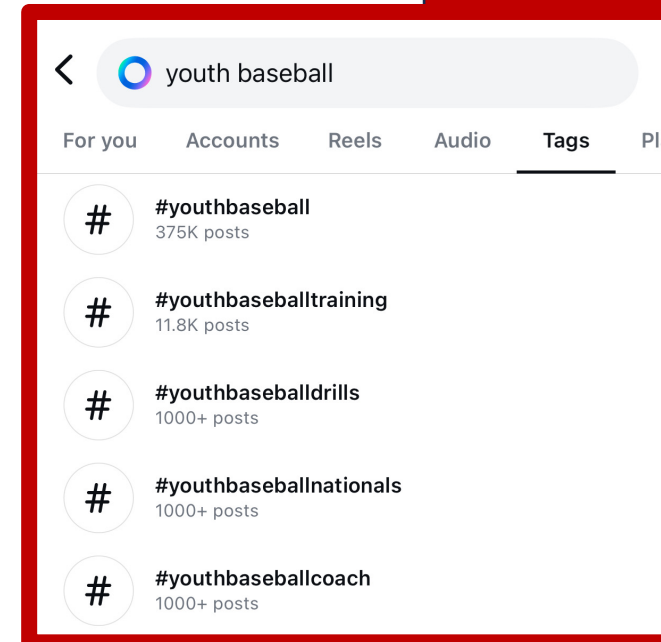 youth baseball
For you Accounts Reels Audio Tags Pl
#
#youthbaseball
375K posts
#
#youthbaseballtraining
11.8K posts
#
#youthbaseballdrills
1000+ posts
#
#youthbaseballnationals
1000+ posts
#
#youthbaseballcoach
1000+ posts